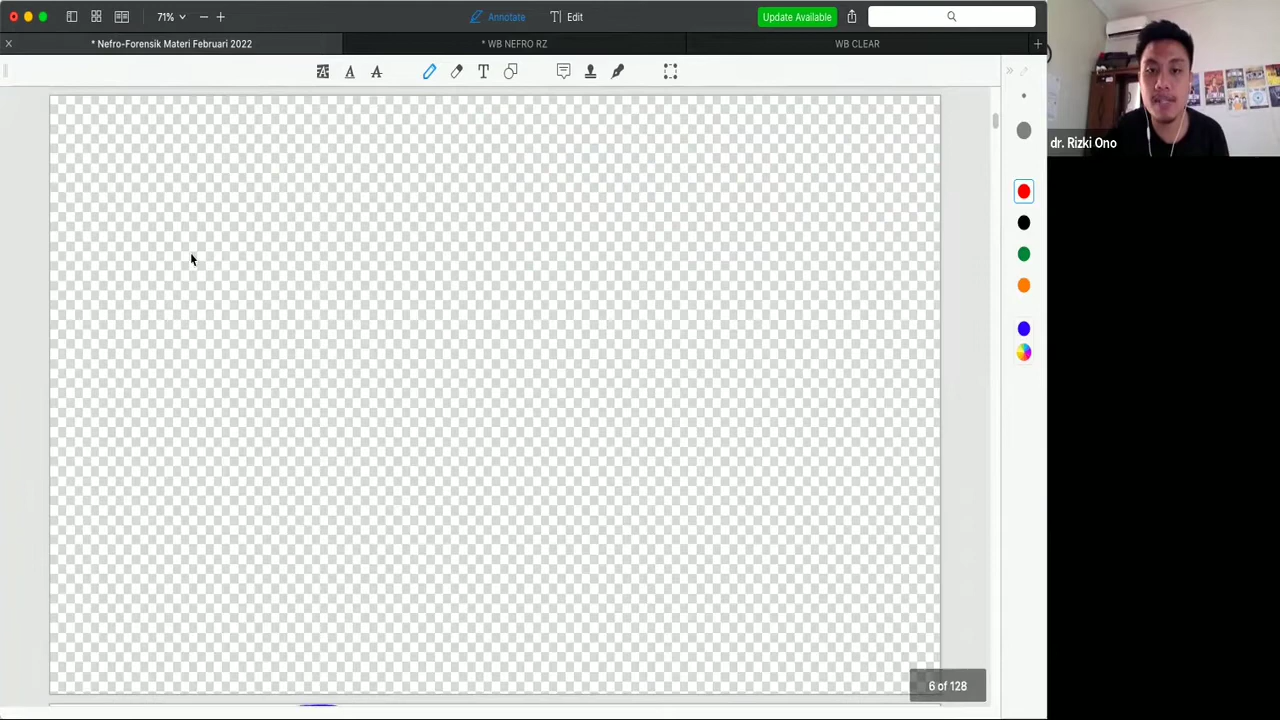 71%
Annotate
Edit
Update Available
* Nefro-Forensik Materi Februari 2022
* WB NEFRO RZ
WB CLEAR
dr. Rizki Ono
6 of 128